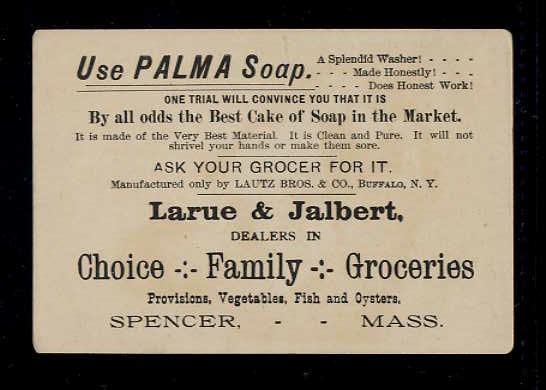 Use PALMA Soap.
A Splendid Washer! - - - -
- - - Made Honestly! - - -
- - - - Does Honest Work!
ONE TRIAL WILL CONVINCE YOU THAT IT IS
By all odds the Best Cake of Soap in the Market.
It is made of the Very Best Material. It is Clean and Pure. It will not
shrivel your hands or make them sore.
ASK YOUR GROCER FOR IT.
Manufactured only by LAUTZ BROS. & CO., BUFFALO, N. Y.
Larue & Jalbert,
DEALERS IN
Choice -:- Family -:- Groceries
Provisions, Vegetables, Fish and Oysters,
SPENCER, - - MASS.